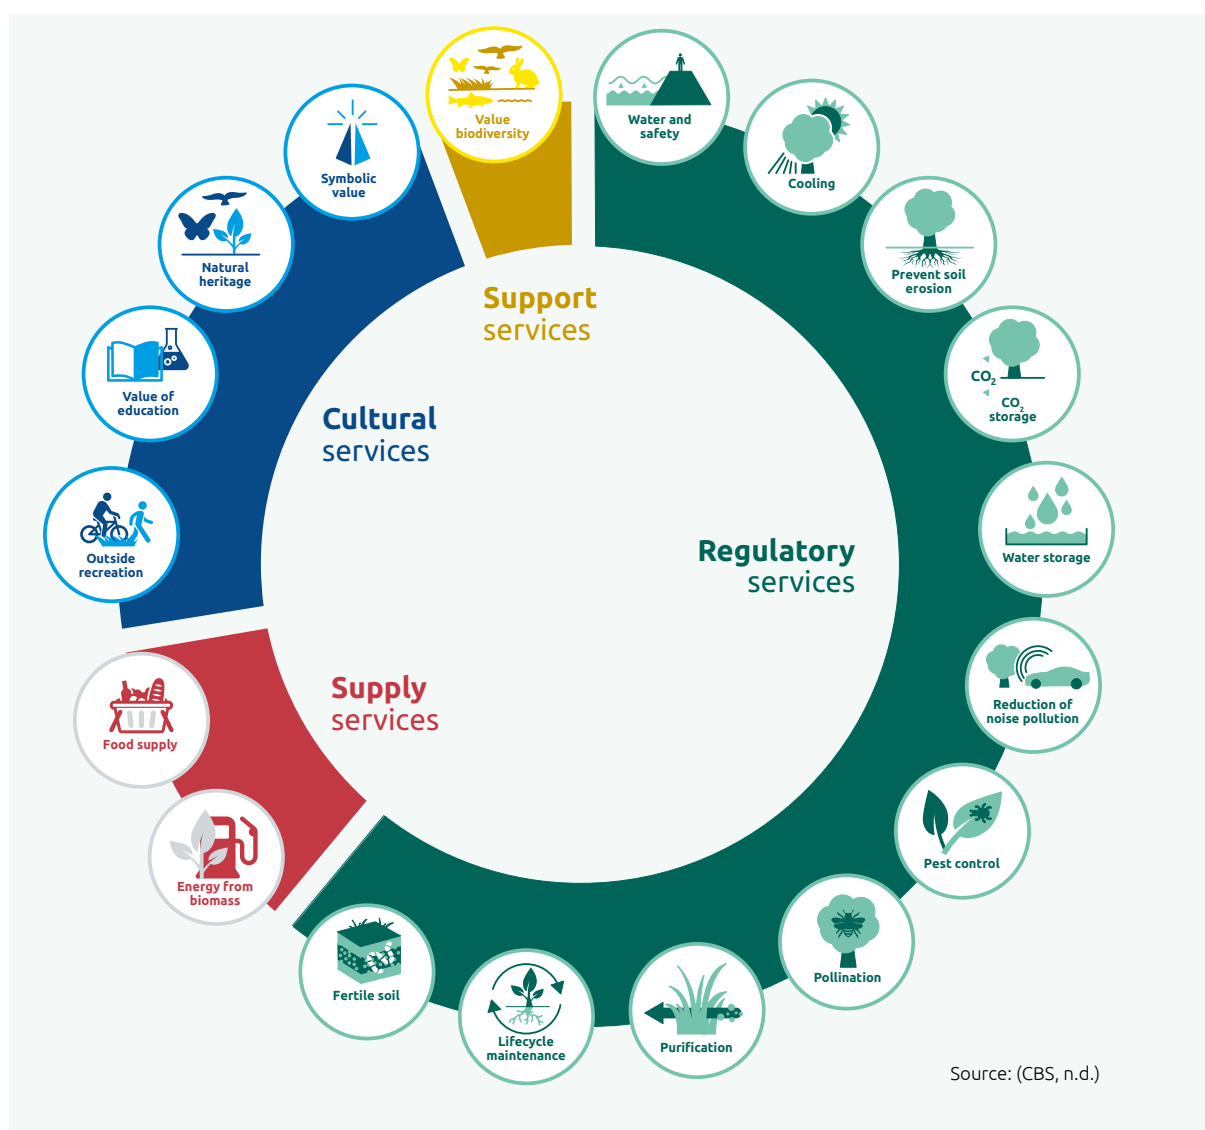 Value
biodiversity
Water and
safety
Cooling
Prevent soil
erosion
CO2
CO2
storage
Water storage
Reduction of
noise pollution
Pest control
Pollination
Purification
Lifecycle
maintenance
Fertile soil
Energy from
biomass
Food supply
Outside
recreation
Value of
education
Natural
heritage
Symbolic
value
Support
services
Cultural
services
Regulatory
services
Supply
services
Source: (CBS, n.d.)